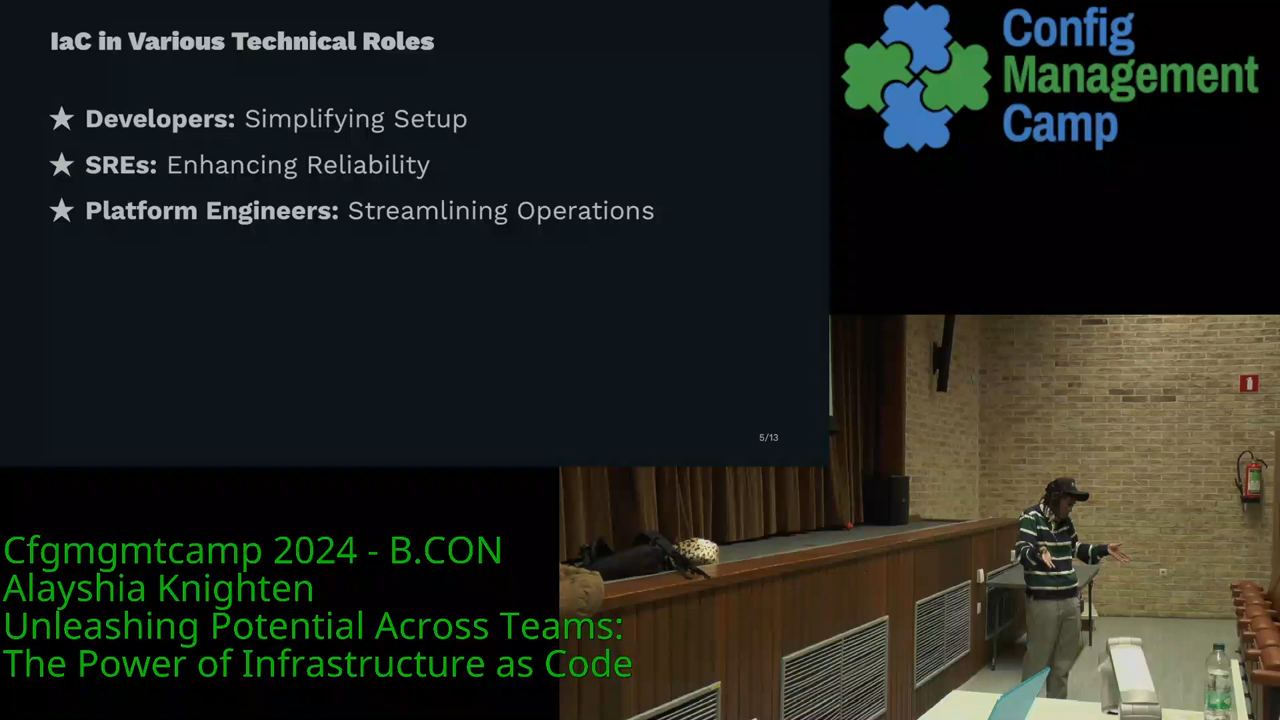 IaC in Various Technical Roles
★ Developers: Simplifying Setup
★ SREs: Enhancing Reliability
★ Platform Engineers: Streamlining Operations
5/13
Config
Management
Camp
Cfgmgmtcamp 2024 - B.CON
Alayshia Knighten
Unleashing Potential Across Teams:
The Power of Infrastructure as Code